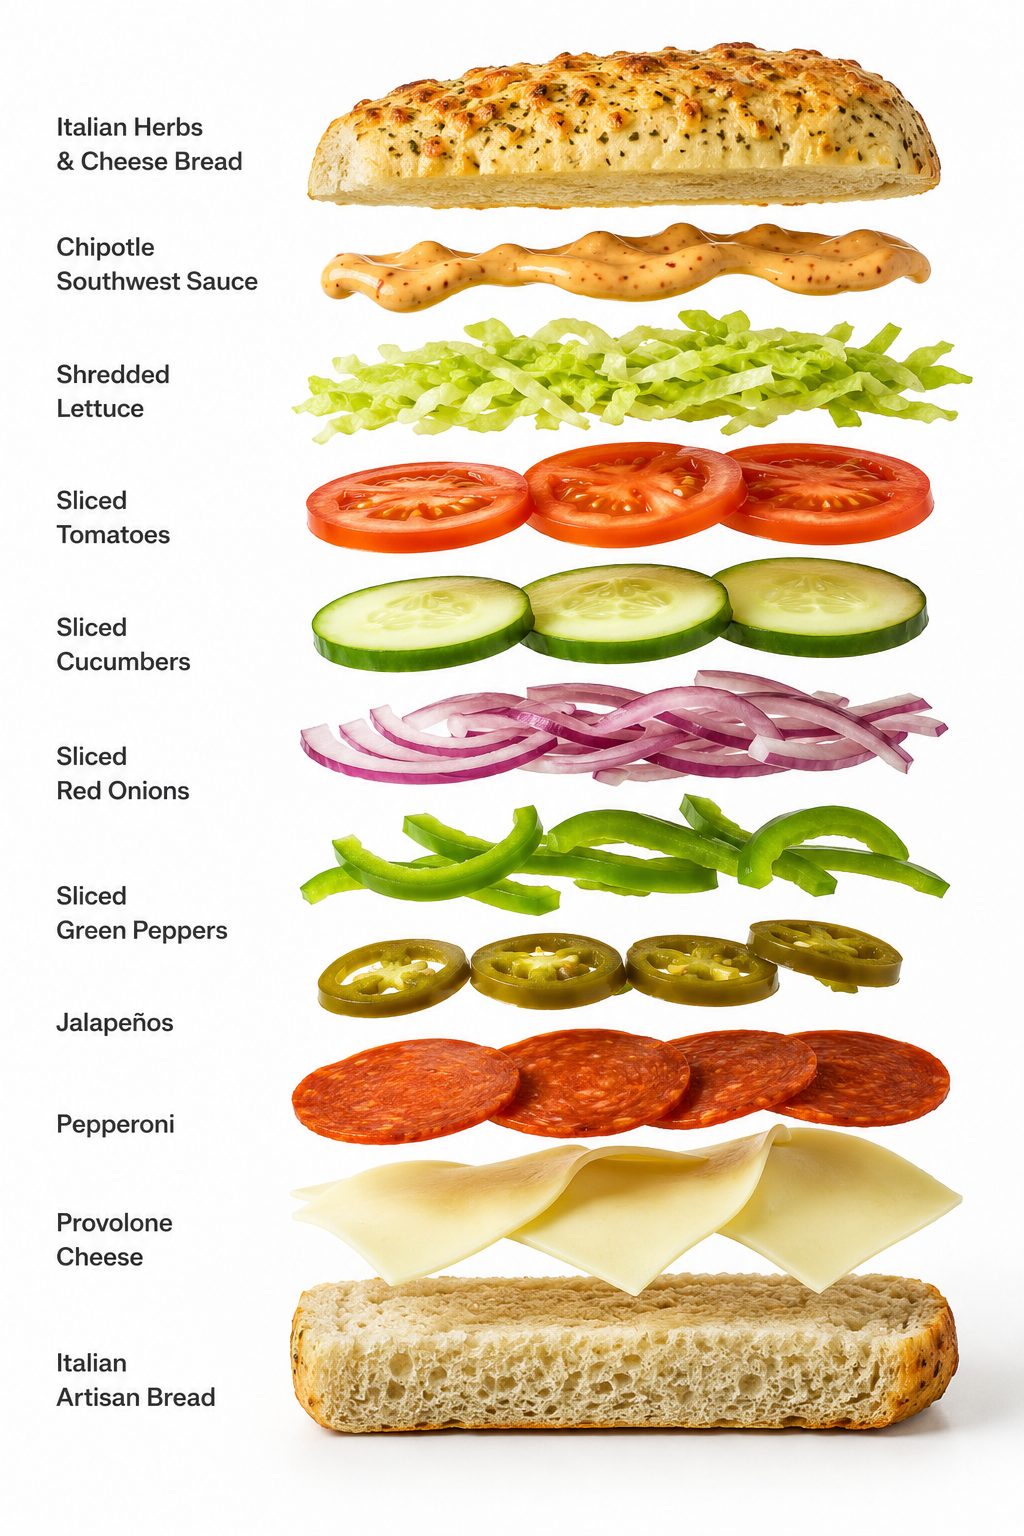 Italian Herbs
& Cheese Bread
Chipotle
Southwest Sauce
Shredded
Lettuce
Sliced
Tomatoes
Sliced
Cucumbers
Sliced
Red Onions
Sliced
Green Peppers
Jalapeños
Pepperoni
Provolone
Cheese
Italian
Artisan Bread